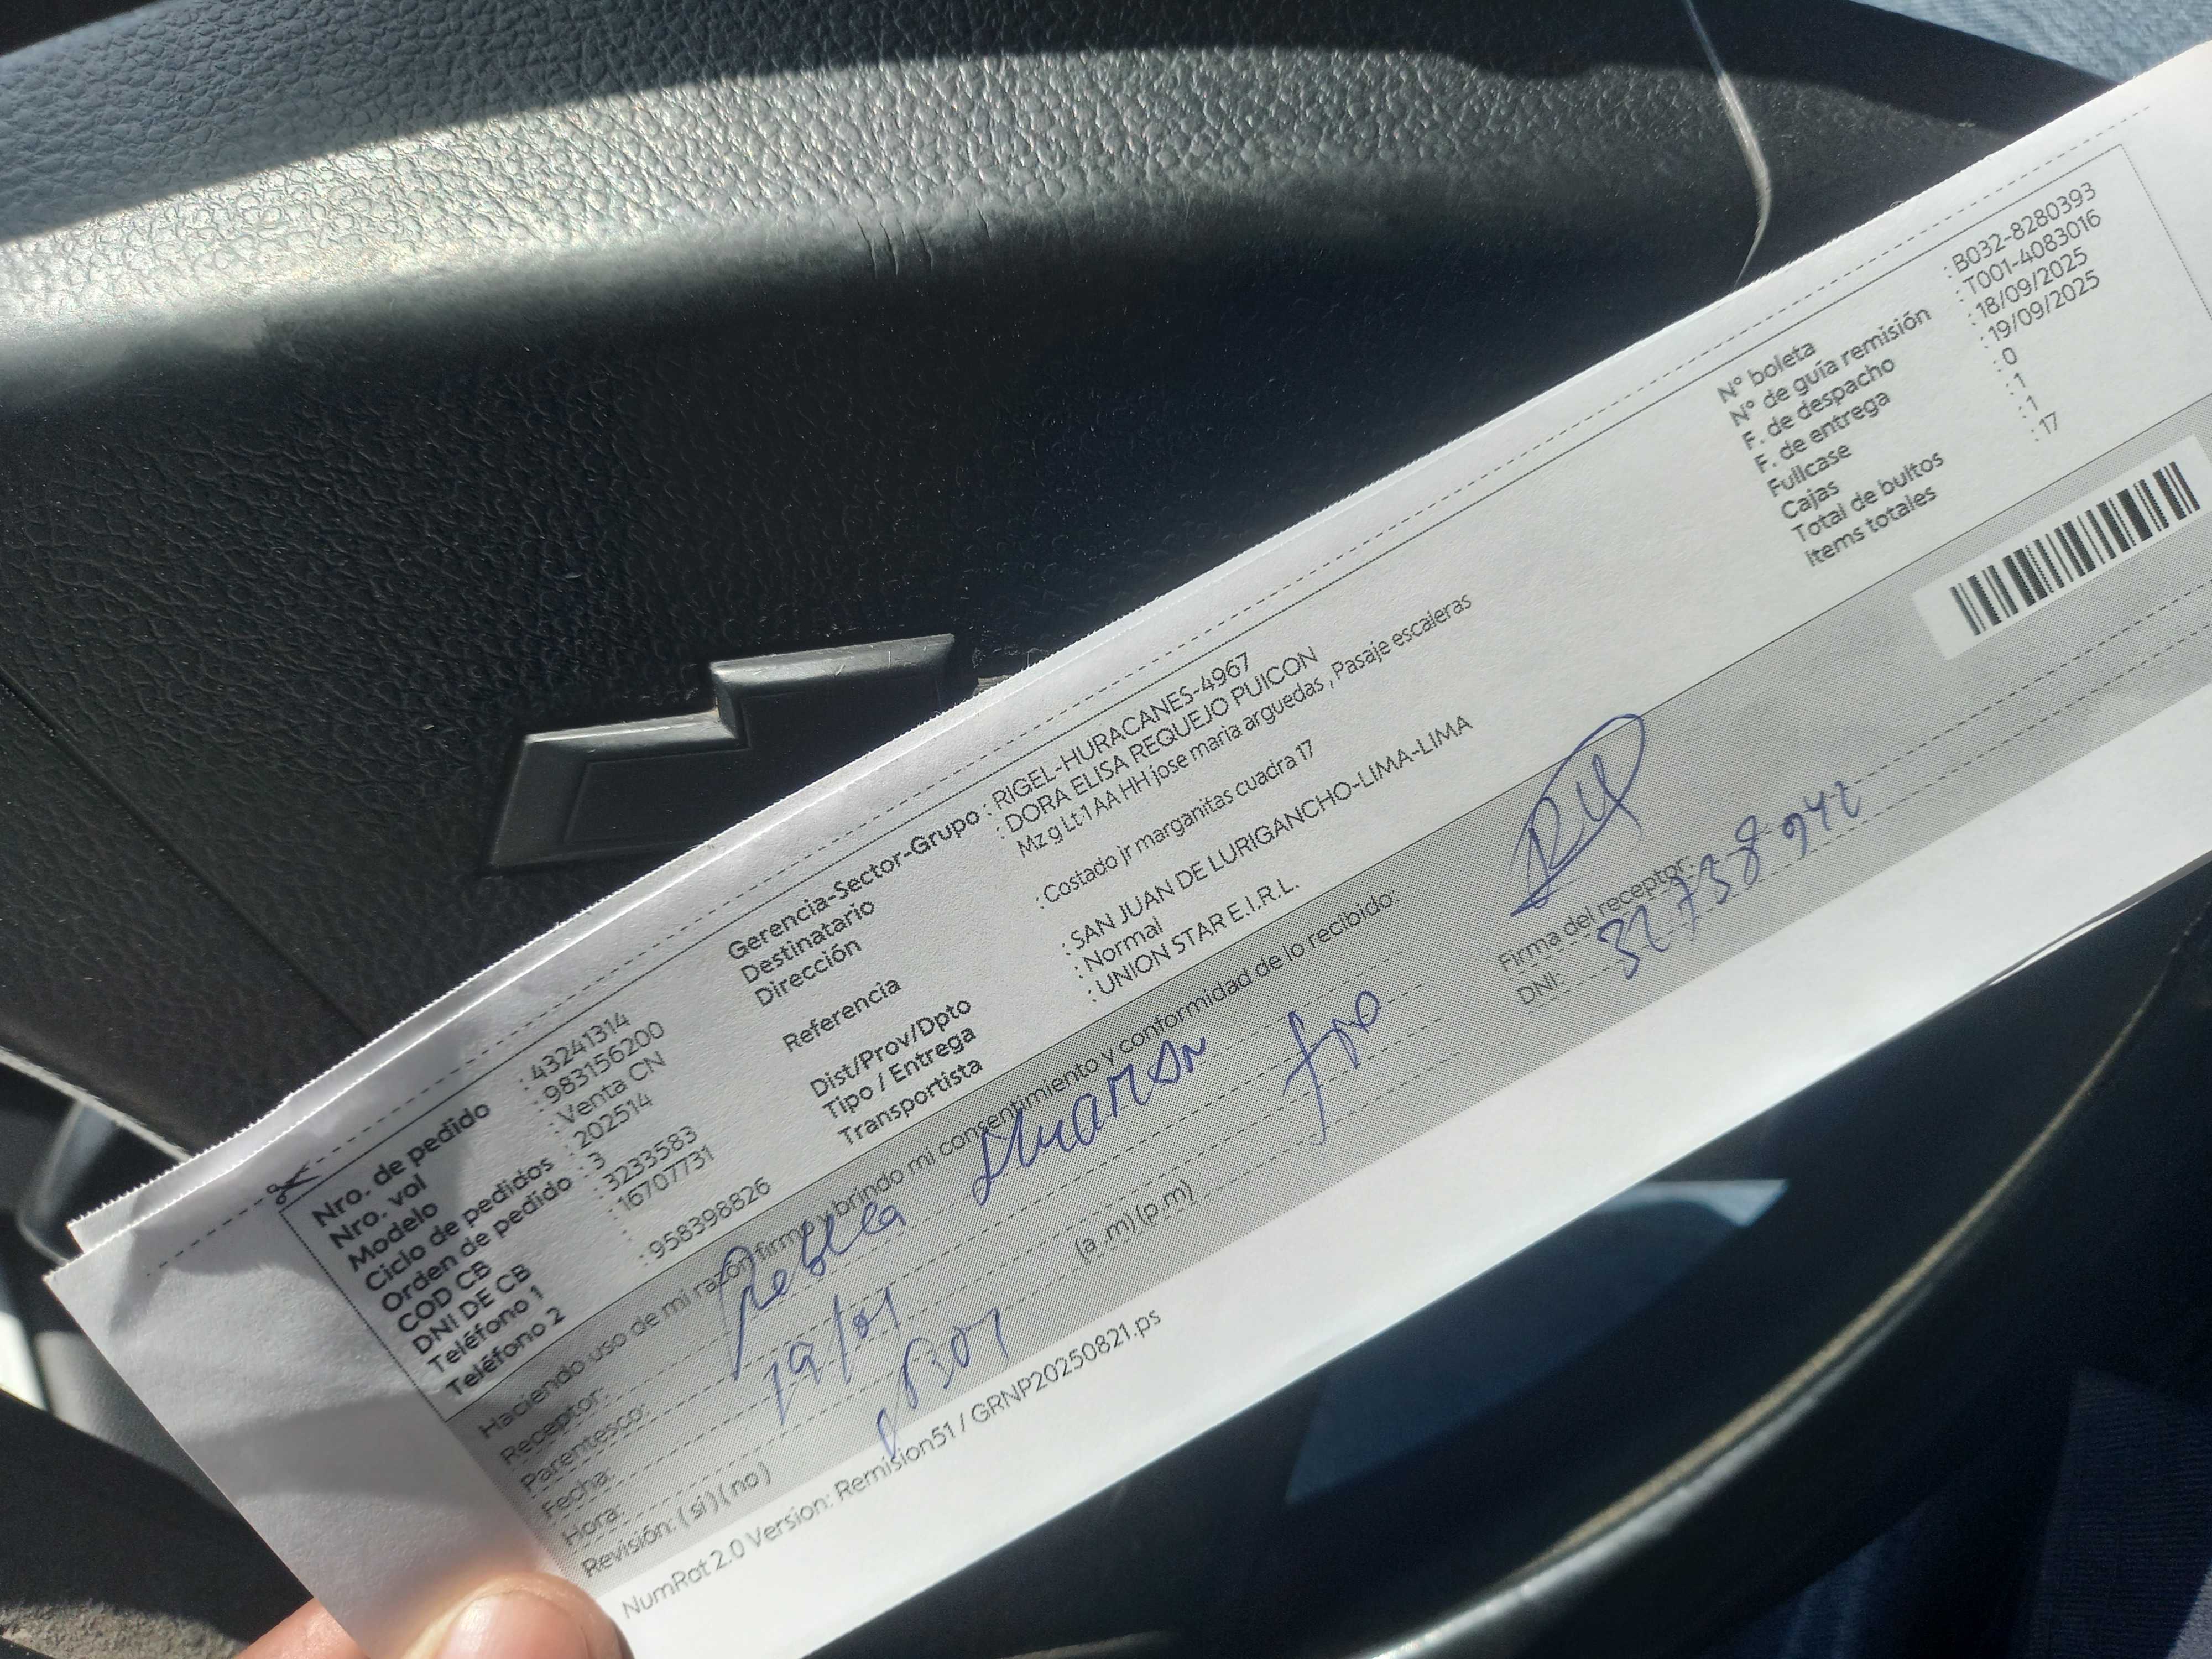 Nro. de pedido : 43241314
Nro. vol : 983156200
Modelo : Venta CN
Ciclo de pedidos : 202514
Orden de pedido : 3
COD CB : 3233583
DNI DE CB : 16707731
Teléfono 1
Teléfono 2 : 958398826
Gerencia-Sector-Grupo : RIGEL-HURACANES-4967
Destinatario : DORA ELISA REQUEJO PUICON
Dirección Mz g Lt 1 AA HH jose maria arguedas , Pasaje escaleras
Referencia : Costado jr marganitas cuadra 17
Dist/Prov/Dpto : SAN JUAN DE LURIGANCHO-LIMA-LIMA
Tipo / Entrega : Normal
Transportista : UNION STAR E.I.R.L.
N° boleta : B032-8280393
N° de guía remisión : T001-4083016
F. de despacho : 18/09/2025
F. de entrega : 19/09/2025
Fullcase : 0
Cajas : 1
Total de bultos : 1
Items totales : 17
Haciendo uso de mi razón firmo y brindo mi consentimiento y conformidad de lo recibido:
Receptor:
Parentesco:
Fecha:
Hora: (a .m) (p.m)
Revisión: ( si ) ( no )
Firma del receptor:
DNI:
NumRot 2.0 Version: Remision51 / GRNP20250821.ps